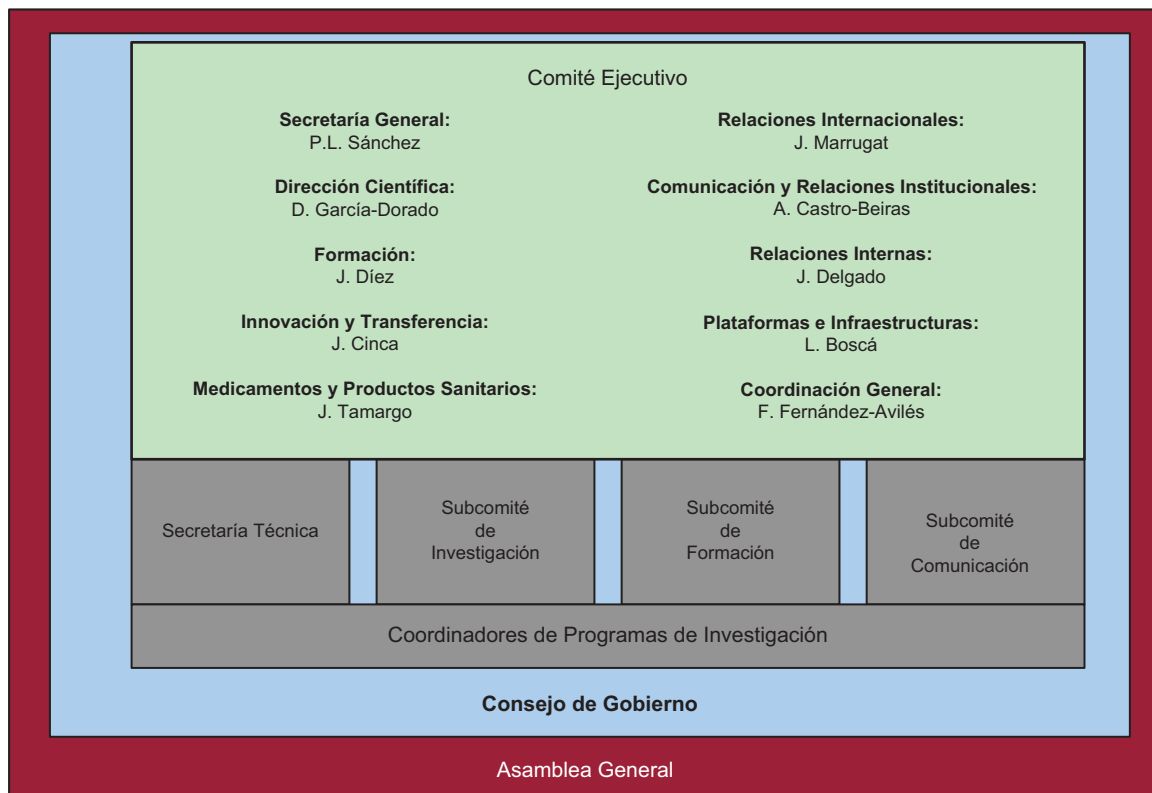 Comité Ejecutivo
Secretaría General:
P.L. Sánchez
Dirección Científica:
D. García-Dorado
Formación:
J. Díez
Innovación y Transferencia:
J. Cinca
Medicamentos y Productos Sanitarios:
J. Tamargo
Relaciones Internacionales:
J. Marrugat
Comunicación y Relaciones Institucionales:
A. Castro-Beiras
Relaciones Internas:
J. Delgado
Plataformas e Infraestructuras:
L. Boscá
Coordinación General:
F. Fernández-Avilés
Secretaría Técnica
Subcomité
de
Investigación
Subcomité
de
Formación
Subcomité
de
Comunicación
Coordinadores de Programas de Investigación
Consejo de Gobierno
Asamblea General